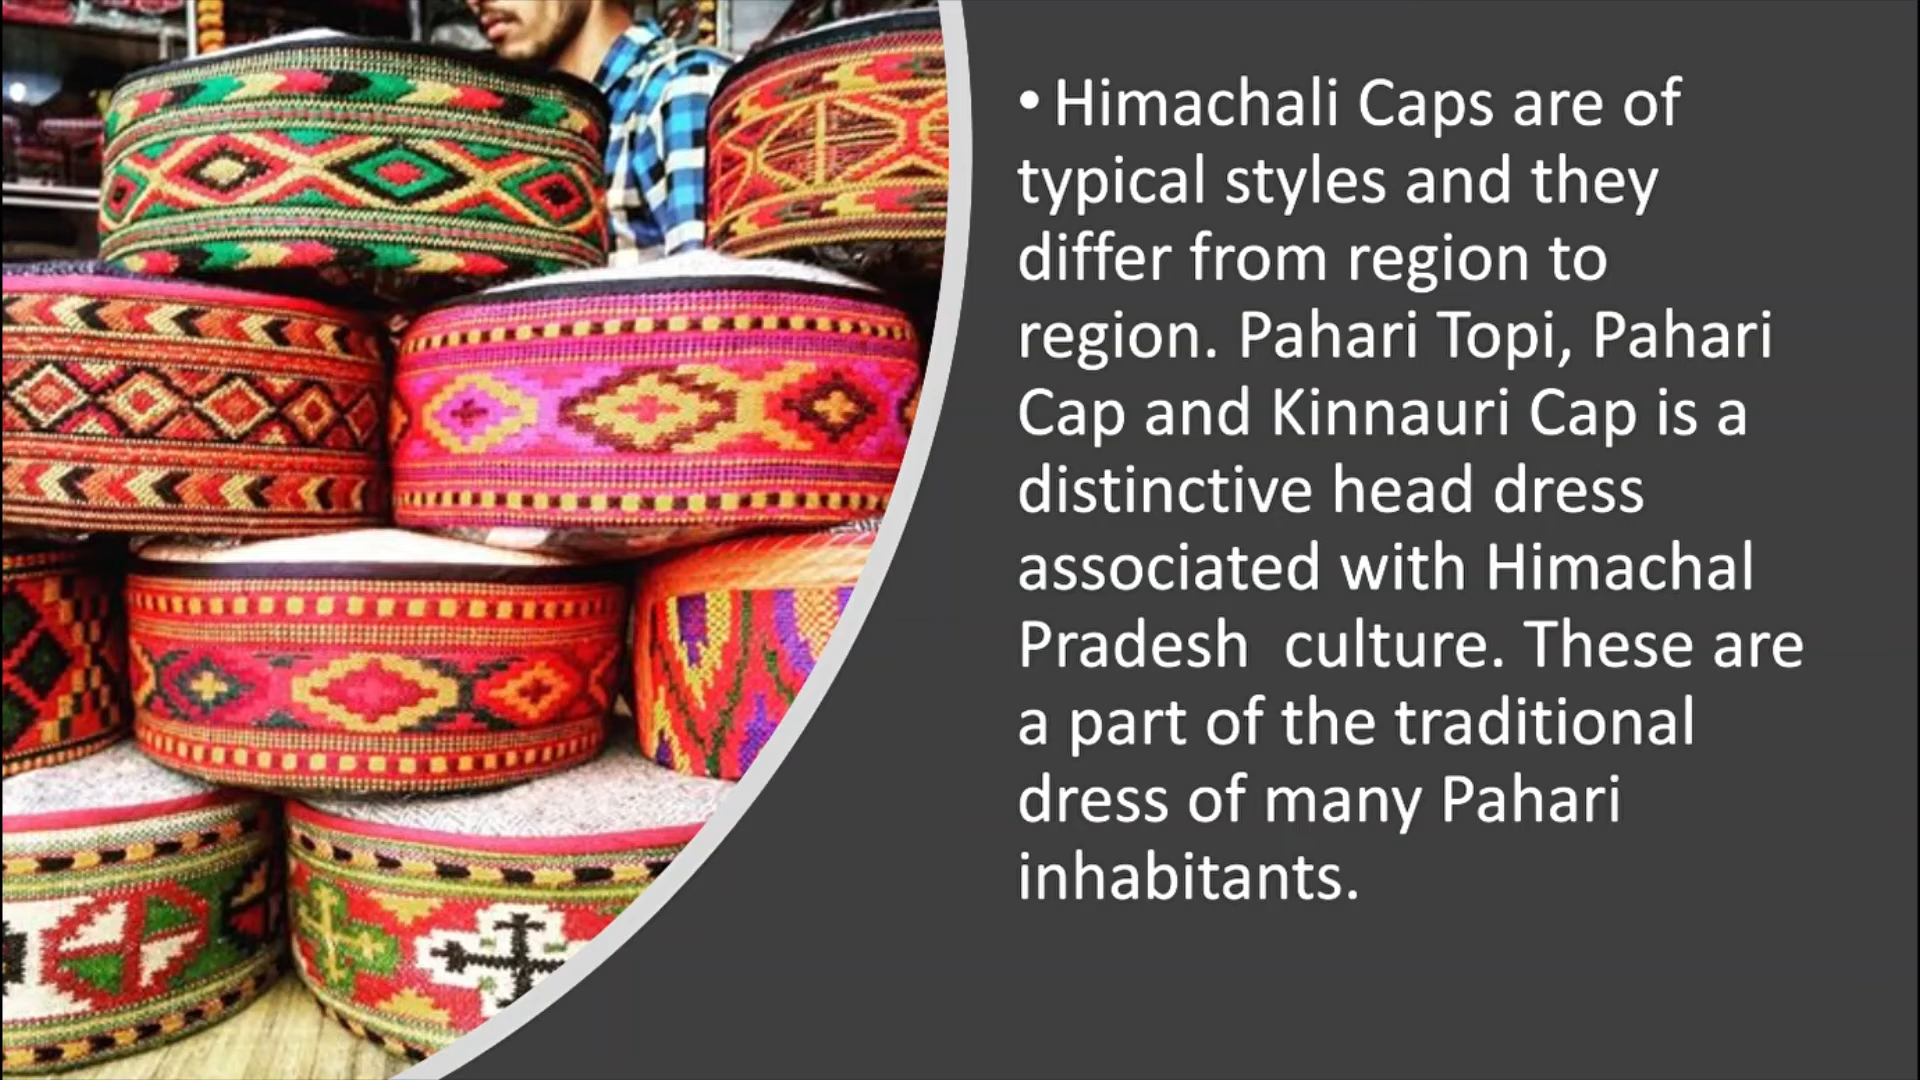 • Himachali Caps are of
typical styles and they
differ from region to
region. Pahari Topi, Pahari
Cap and Kinnauri Cap is a
distinctive head dress
associated with Himachal
Pradesh  culture. These are
a part of the traditional
dress of many Pahari
inhabitants.